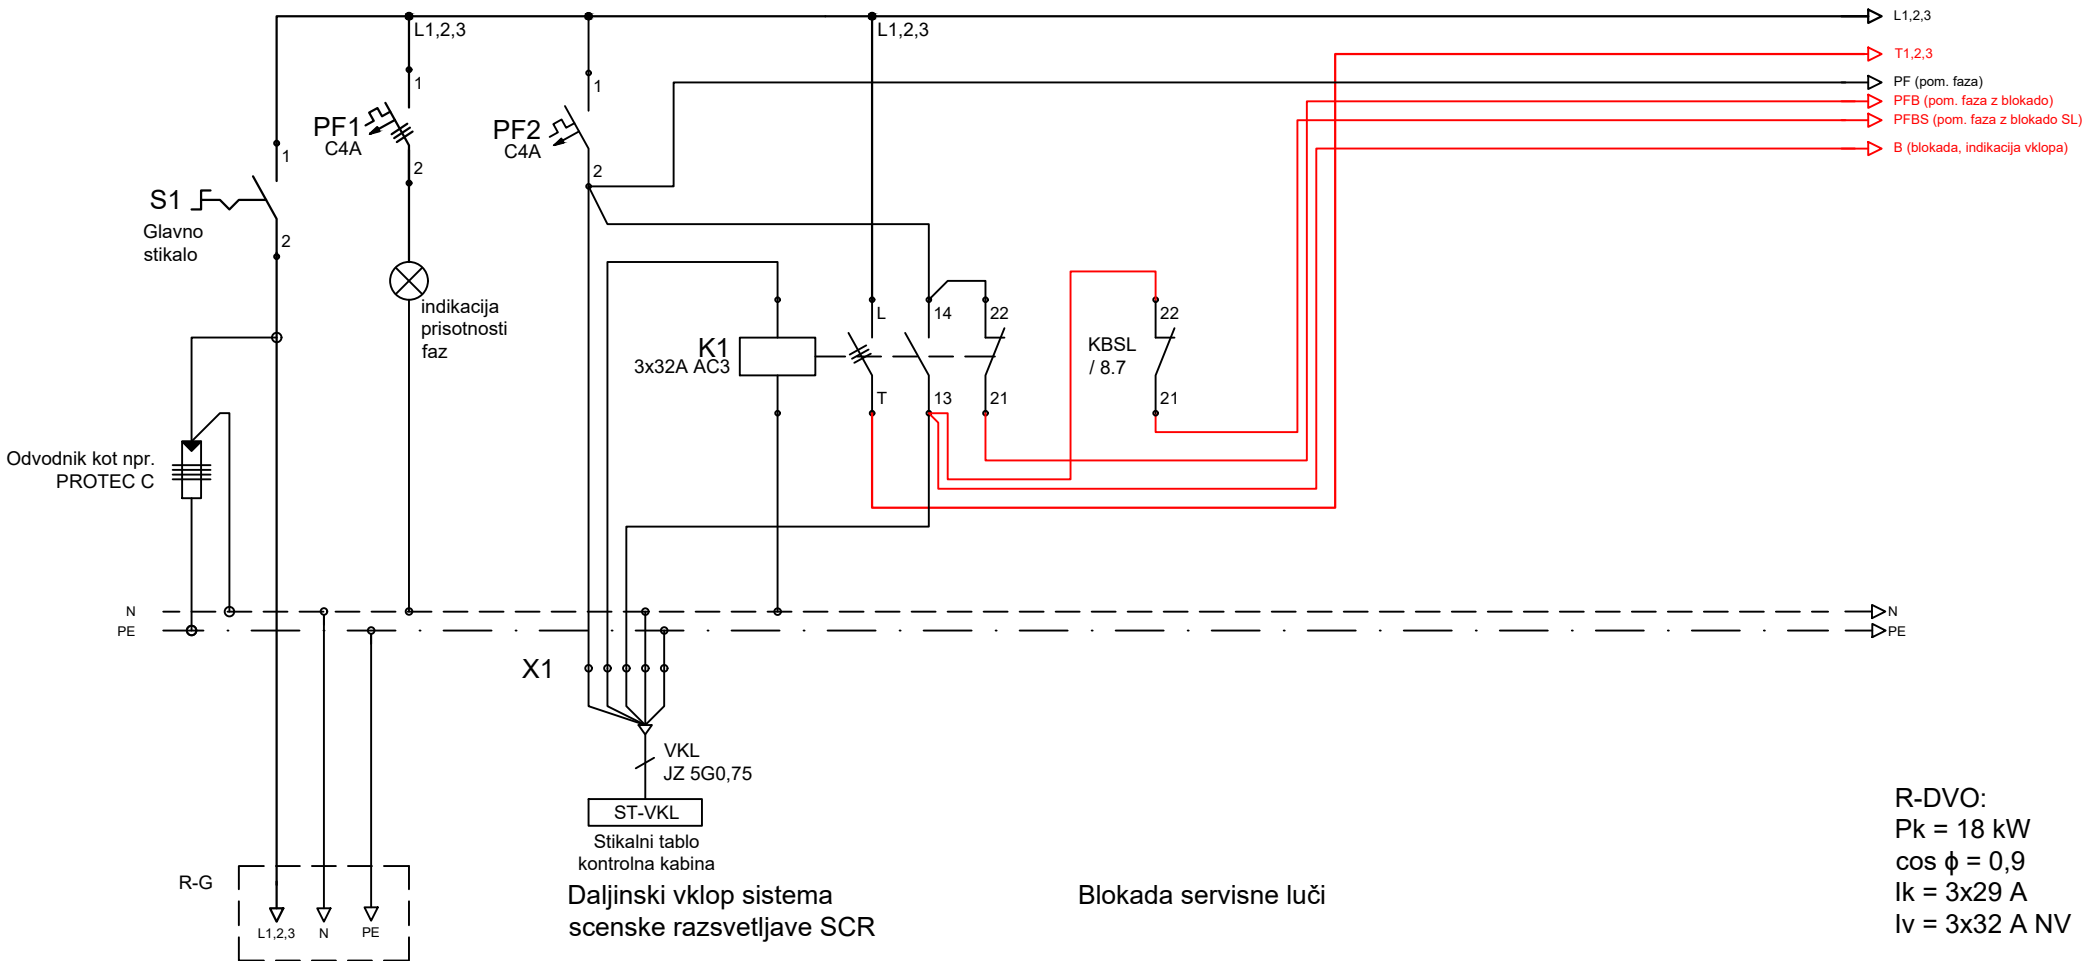 L1,2,3
L1,2,3
L1,2,3
T1,2,3
PF (pom. faza)
PFB (pom. faza z blokado)
PFBS (pom. faza z blokado SL)
B (blokada, indikacija vklopa)
1
1
PF1
C4A
PF2
C4A
1
2
2
S1
Glavno
stikalo
2
indikacija
prisotnosti
faz
L
14
22
22
K1
3x32A AC3
KBSL
/ 8.7
T
13
21
21
Odvodnik kot npr.
PROTEC C
N
PE
N
PE
X1
VKL
JZ 5G0,75
ST-VKL
Stikalni tablo
kontrolna kabina
R-G
L1,2,3
N
PE
Daljinski vklop sistema
scenske razsvetljave SCR
Blokada servisne luči
R-DVO:
Pk = 18 kW
cos ϕ = 0,9
Ik = 3x29 A
Iv = 3x32 A NV